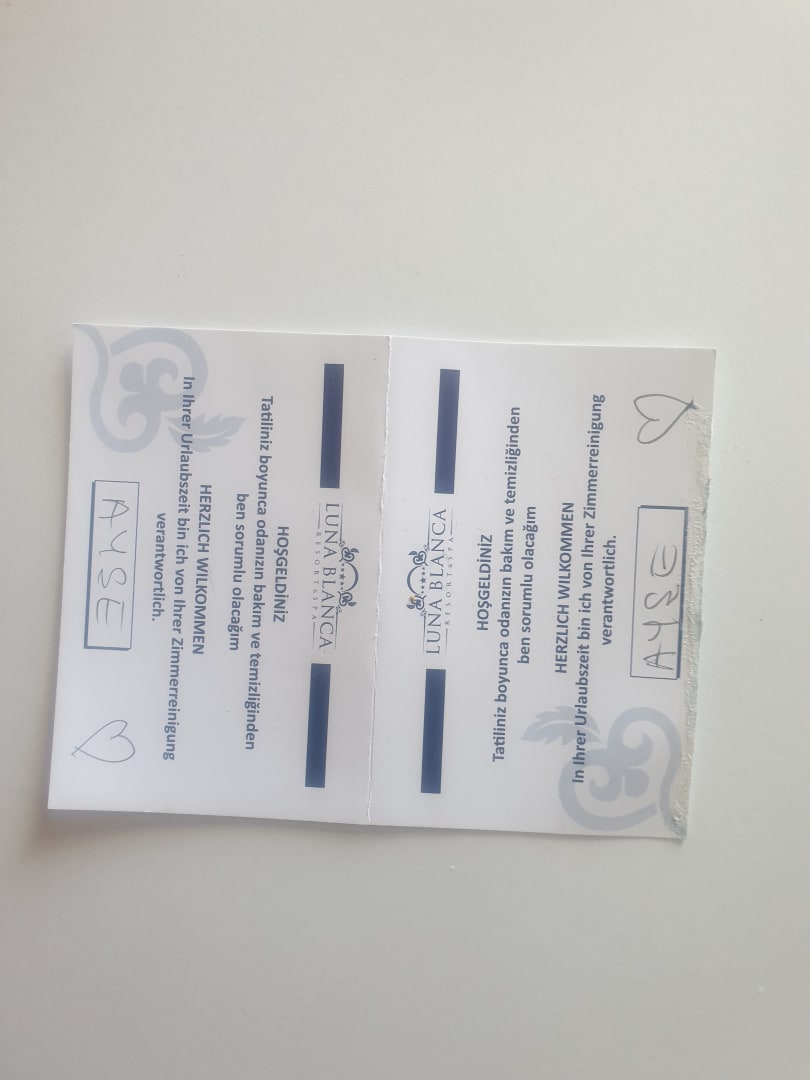 LUNA BLANCA
RESORT & SPA
HOŞGELDİNİZ
Tatiliniz boyunca odanızın bakım ve temizliğinden
ben sorumlu olacağım
HERZLICH WILKOMMEN
In Ihrer Urlaubszeit bin ich von Ihrer Zimmerreinigung
verantwortlich.
AYSE
LUNA BLANCA
RESORT & SPA
HOŞGELDİNİZ
Tatiliniz boyunca odanızın bakım ve temizliğinden
ben sorumlu olacağım
HERZLICH WILKOMMEN
In Ihrer Urlaubszeit bin ich von Ihrer Zimmerreinigung
verantwortlich.
AYSE